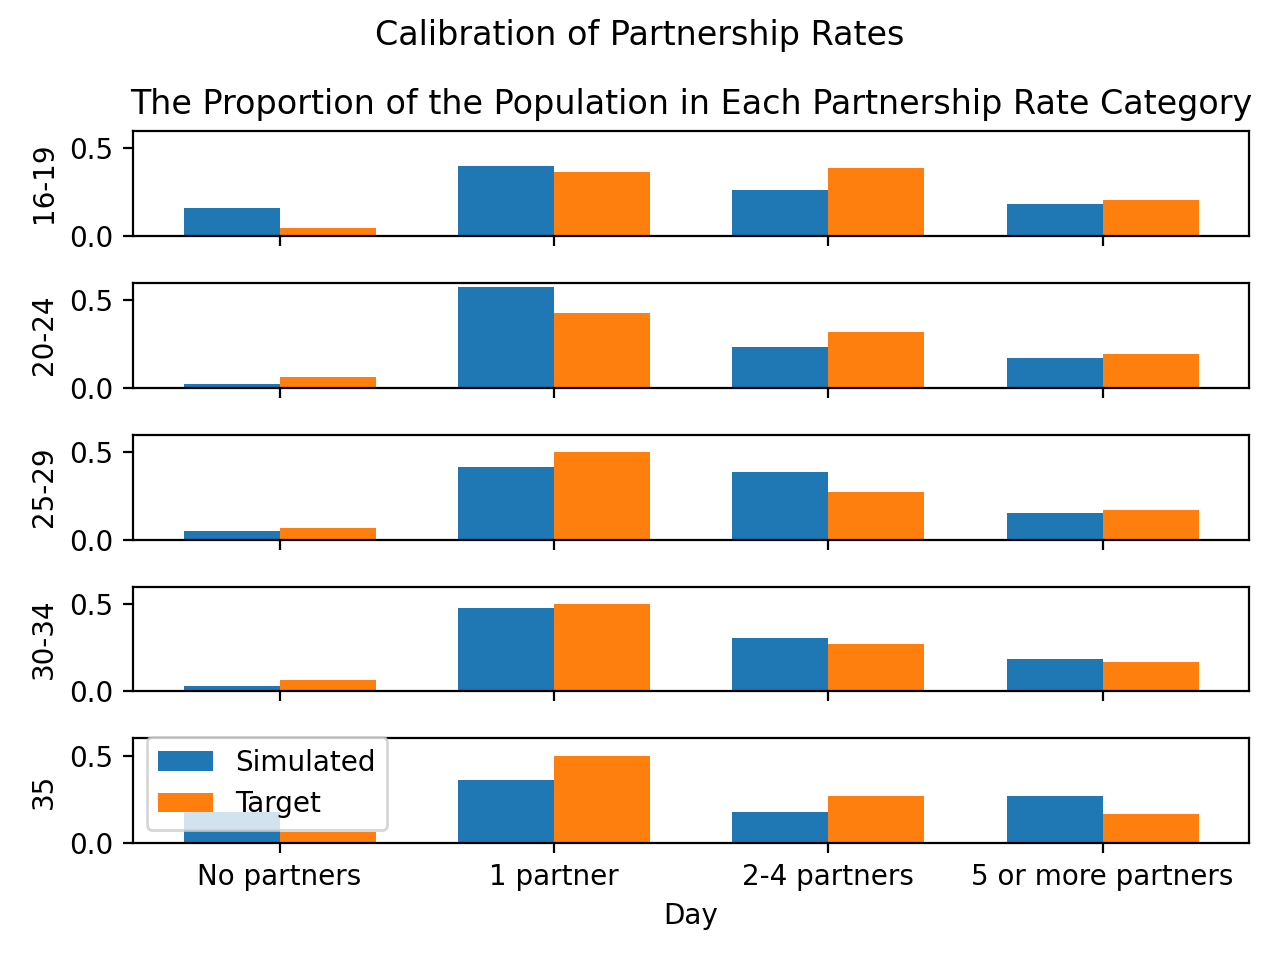 Calibration of Partnership Rates
The Proportion of the Population in Each Partnership Rate Category
0.5
16-19
0.0
0.5
20-24
0.0
0.5
25-29
0.0
0.5
30-34
0.0
0.5
35
0.0
Simulated
Target
No partners 1 partner 2-4 partners 5 or more partners
Day